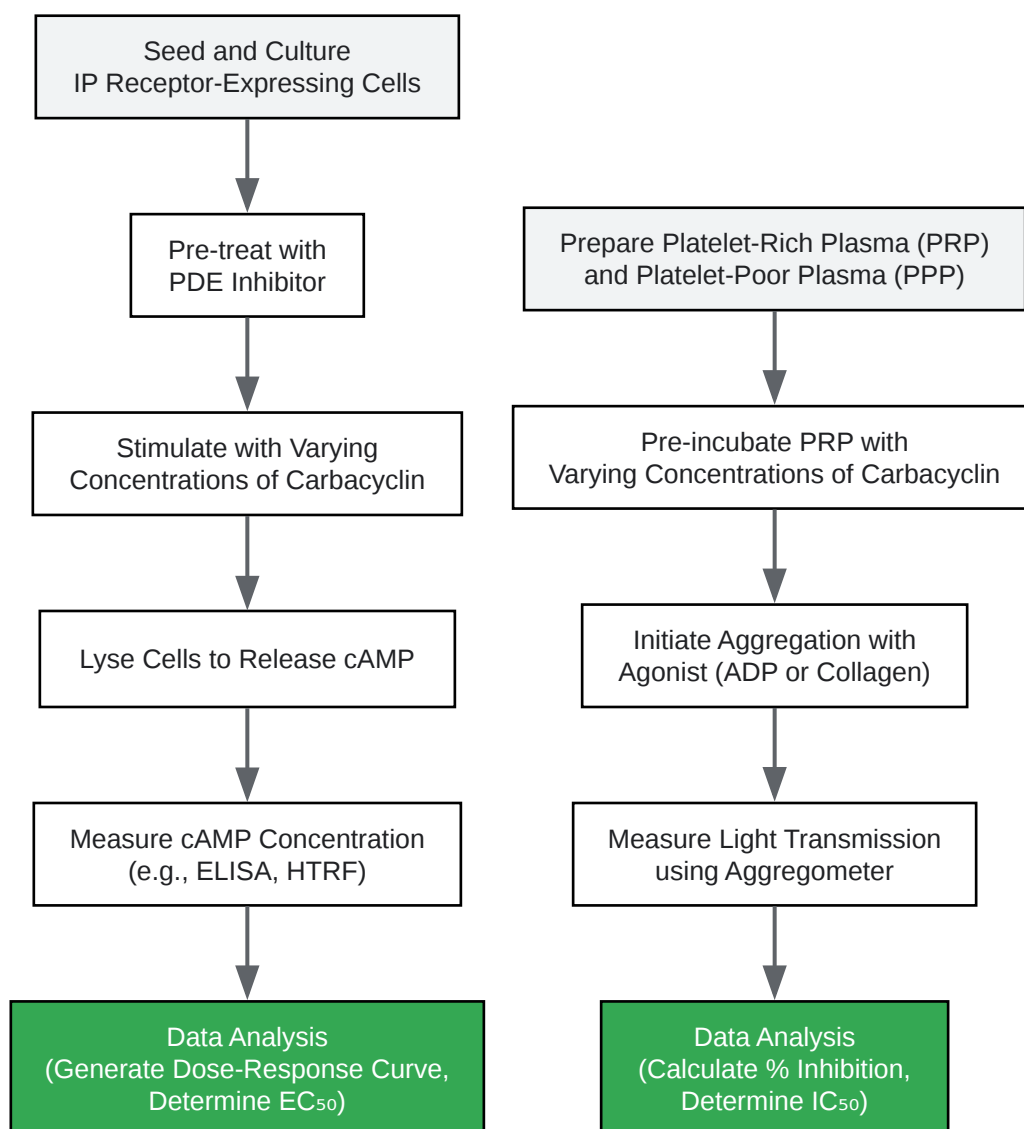 Seed and Culture
IP Receptor-Expressing Cells
Pre-treat with
PDE Inhibitor
Stimulate with Varying
Concentrations of Carbacyclin
Lyse Cells to Release cAMP
Measure cAMP Concentration
(e.g., ELISA, HTRF)
Data Analysis
(Generate Dose-Response Curve,
Determine EC₅₀)
Prepare Platelet-Rich Plasma (PRP)
and Platelet-Poor Plasma (PPP)
Pre-incubate PRP with
Varying Concentrations of Carbacyclin
Initiate Aggregation with
Agonist (ADP or Collagen)
Measure Light Transmission
using Aggregometer
Data Analysis
(Calculate % Inhibition,
Determine IC₅₀)